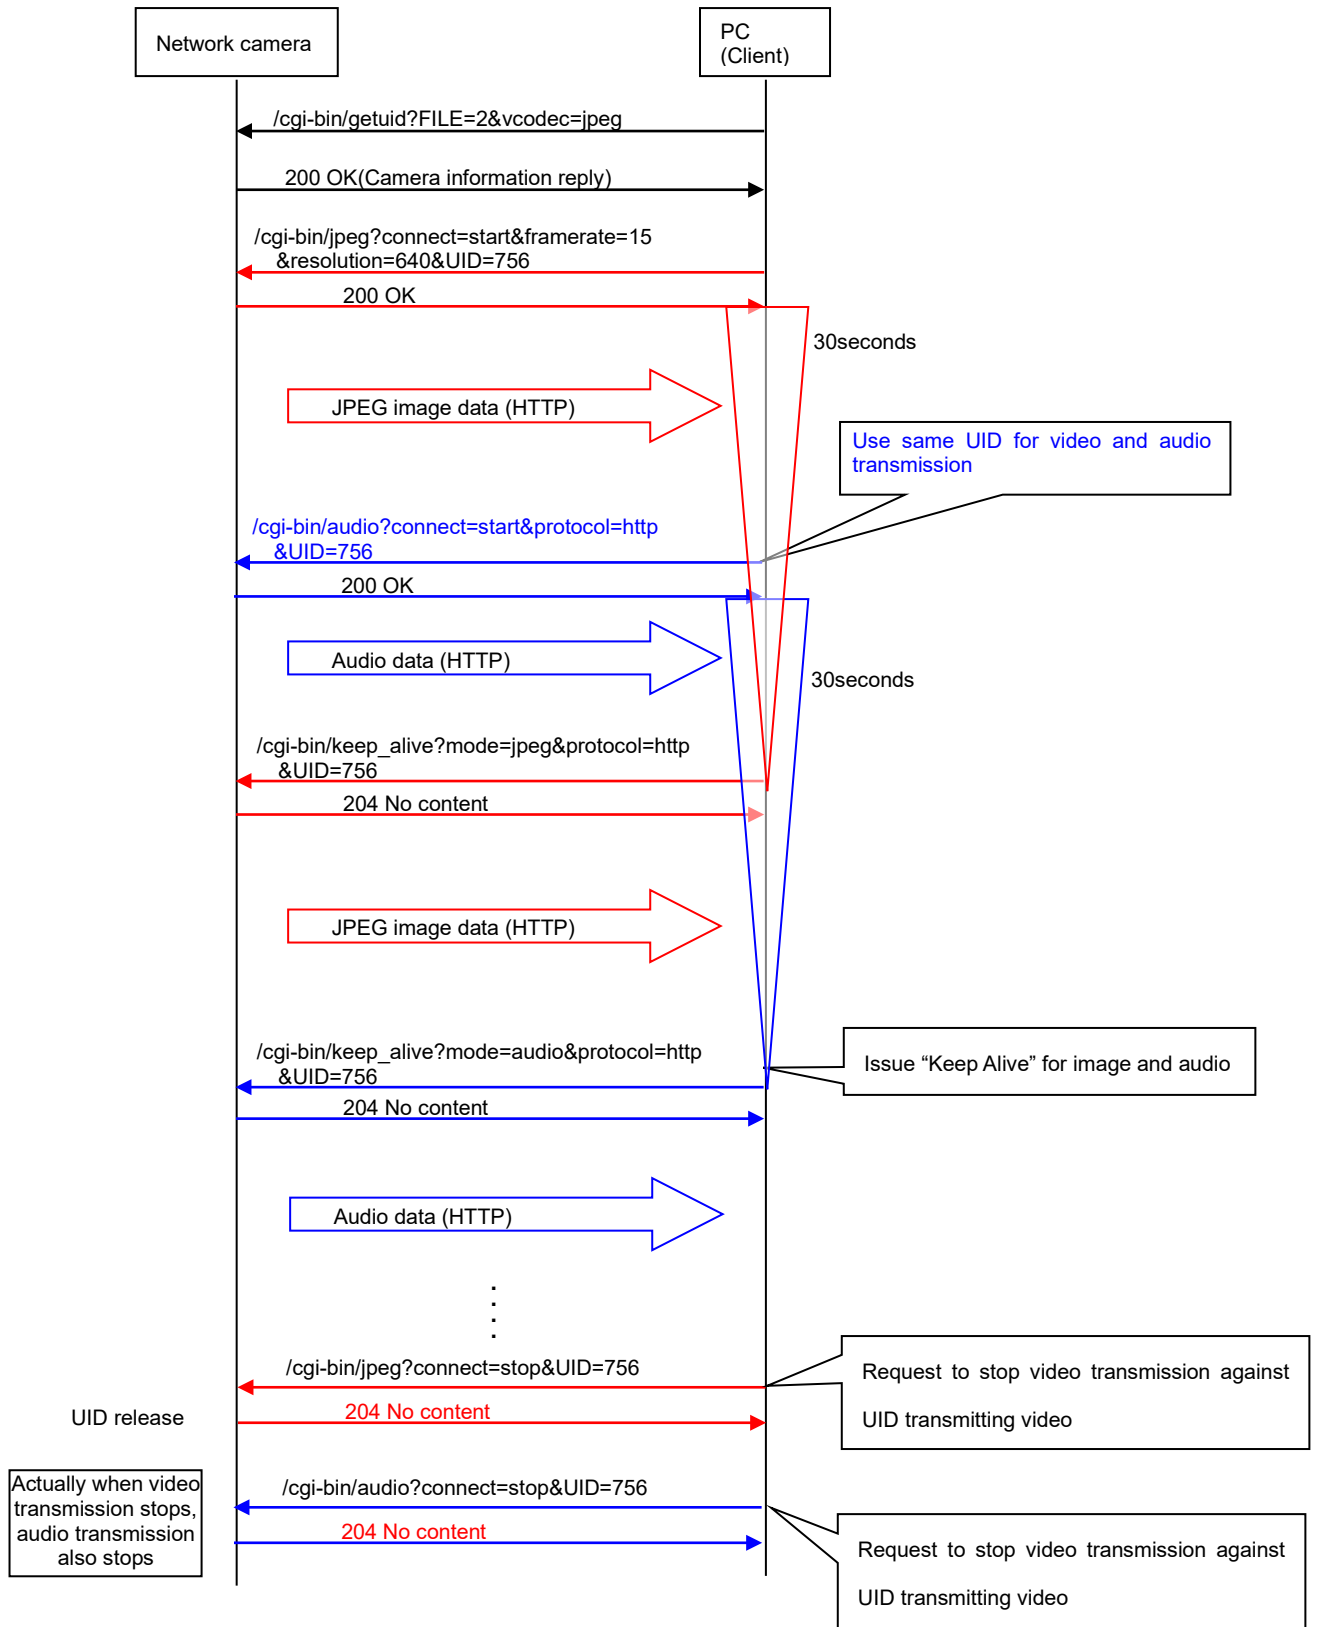 Network camera
PC
(Client)
/cgi-bin/getuid?FILE=2&vcodec=jpeg
200 OK(Camera information reply)
/cgi-bin/jpeg?connect=start&framerate=15
&resolution=640&UID=756
200 OK
30seconds
JPEG image data (HTTP)
Use same UID for video and audio
transmission
/cgi-bin/audio?connect=start&protocol=http
&UID=756
200 OK
Audio data (HTTP)
30seconds
/cgi-bin/keep_alive?mode=jpeg&protocol=http
&UID=756
204 No content
JPEG image data (HTTP)
/cgi-bin/keep_alive?mode=audio&protocol=http
&UID=756
Issue “Keep Alive” for image and audio
204 No content
Audio data (HTTP)
/cgi-bin/jpeg?connect=stop&UID=756
Request to stop video transmission against
UID transmitting video
UID release
204 No content
Actually when video
transmission stops,
audio transmission
also stops
/cgi-bin/audio?connect=stop&UID=756
204 No content
Request to stop video transmission against
UID transmitting video